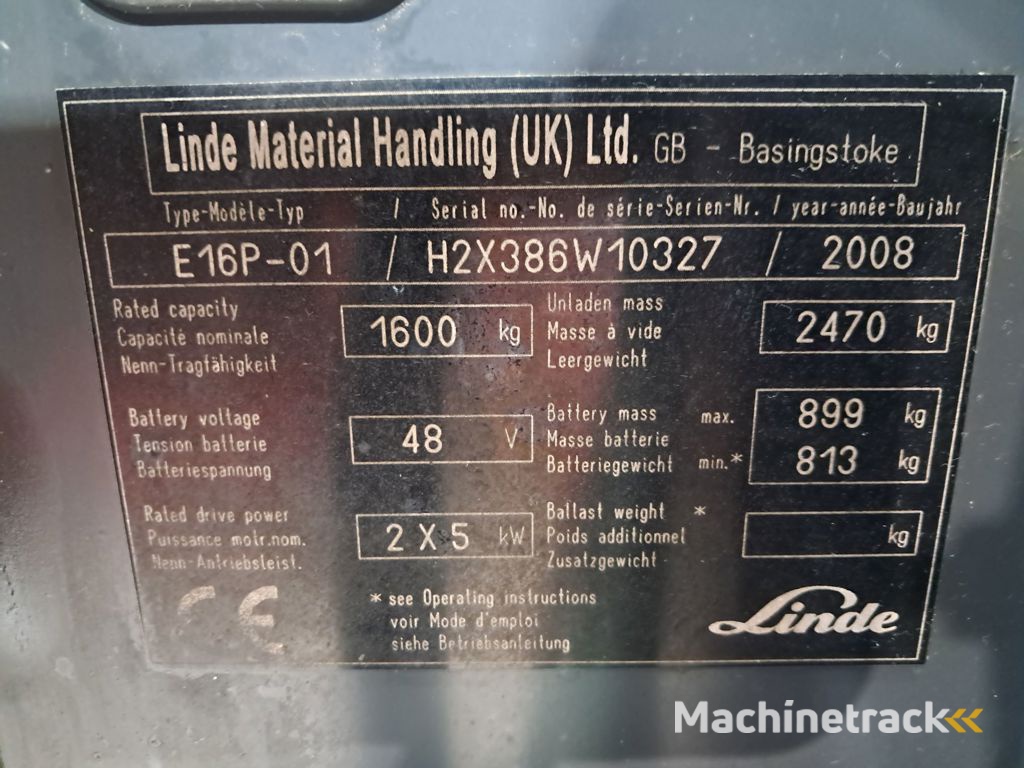 Linde Material Handling (UK) Ltd. GB - Basingstoke
Type-Modèle-Typ / Serial no.-No. de série-Serien-Nr. / year-année-Baujahr
E16P-01 / H2X386W10327 / 2008
Rated capacity
Capacité nominale
Nenn-Tragfähigkeit
1600 kg
Unladen mass
Masse à vide
Leergewicht
2470 kg
Battery voltage
Tension batterie
Batteriespannung
48 V
Battery mass max. 899 kg
Masse batterie
Batteriegewicht min.* 813 kg
Rated drive power
Puissance motr.nom.
Nenn-Antriebsleist.
2 X 5 kW
Ballast weight *
Poids additionnel
Zusatzgewicht
kg
CE
* see Operating instructions
voir Mode d'emploi
siehe Betriebsanleitung
Linde
Machinetrack